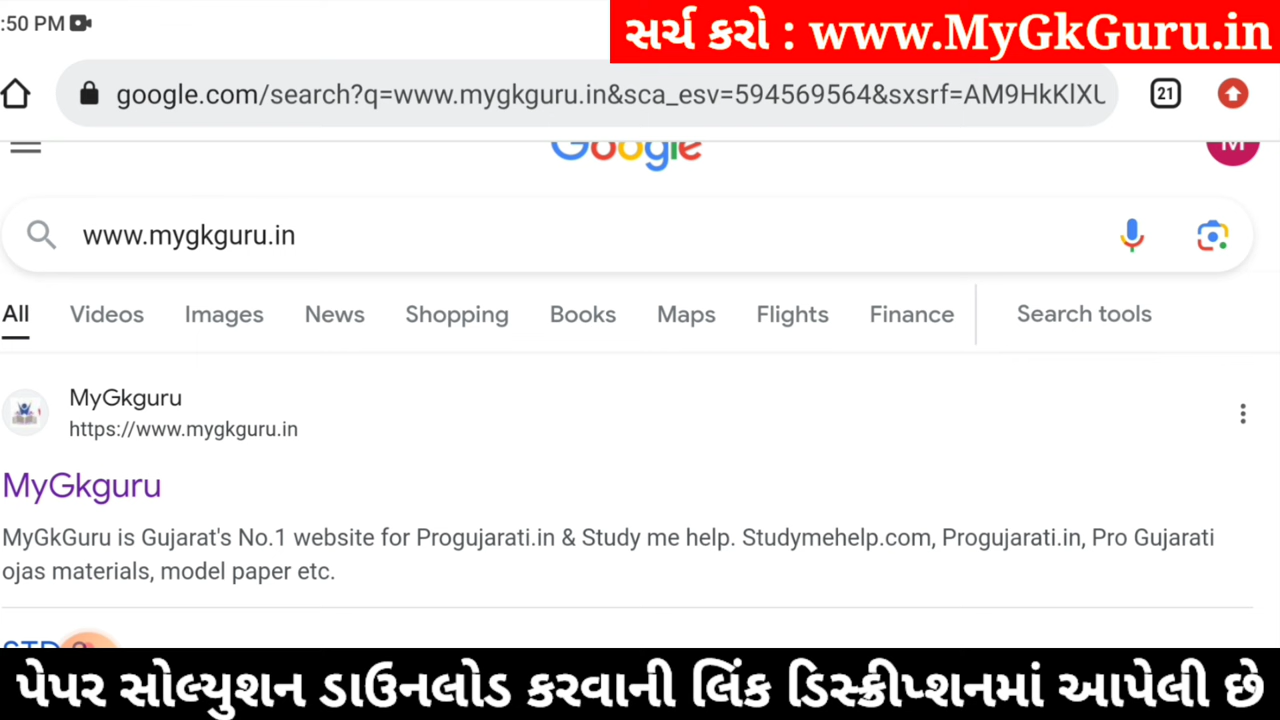 :50 PM
સર્ચ કરો : www.MyGkGuru.in
google.com/search?q=www.mygkguru.in&sca_esv=594569564&sxsrf=AM9HkKlXU
21
Google
M
www.mygkguru.in
All Videos Images News Shopping Books Maps Flights Finance Search tools
MyGkguru
https://www.mygkguru.in
MyGkguru
MyGkGuru is Gujarat's No.1 website for Progujarati.in & Study me help. Studymehelp.com, Progujarati.in, Pro Gujarati
ojas materials, model paper etc.
STD
પેપર સોલ્યુશન ડાઉનલોડ કરવાની લિંક ડિસ્ક્રીપ્શનમાં આપેલી છે